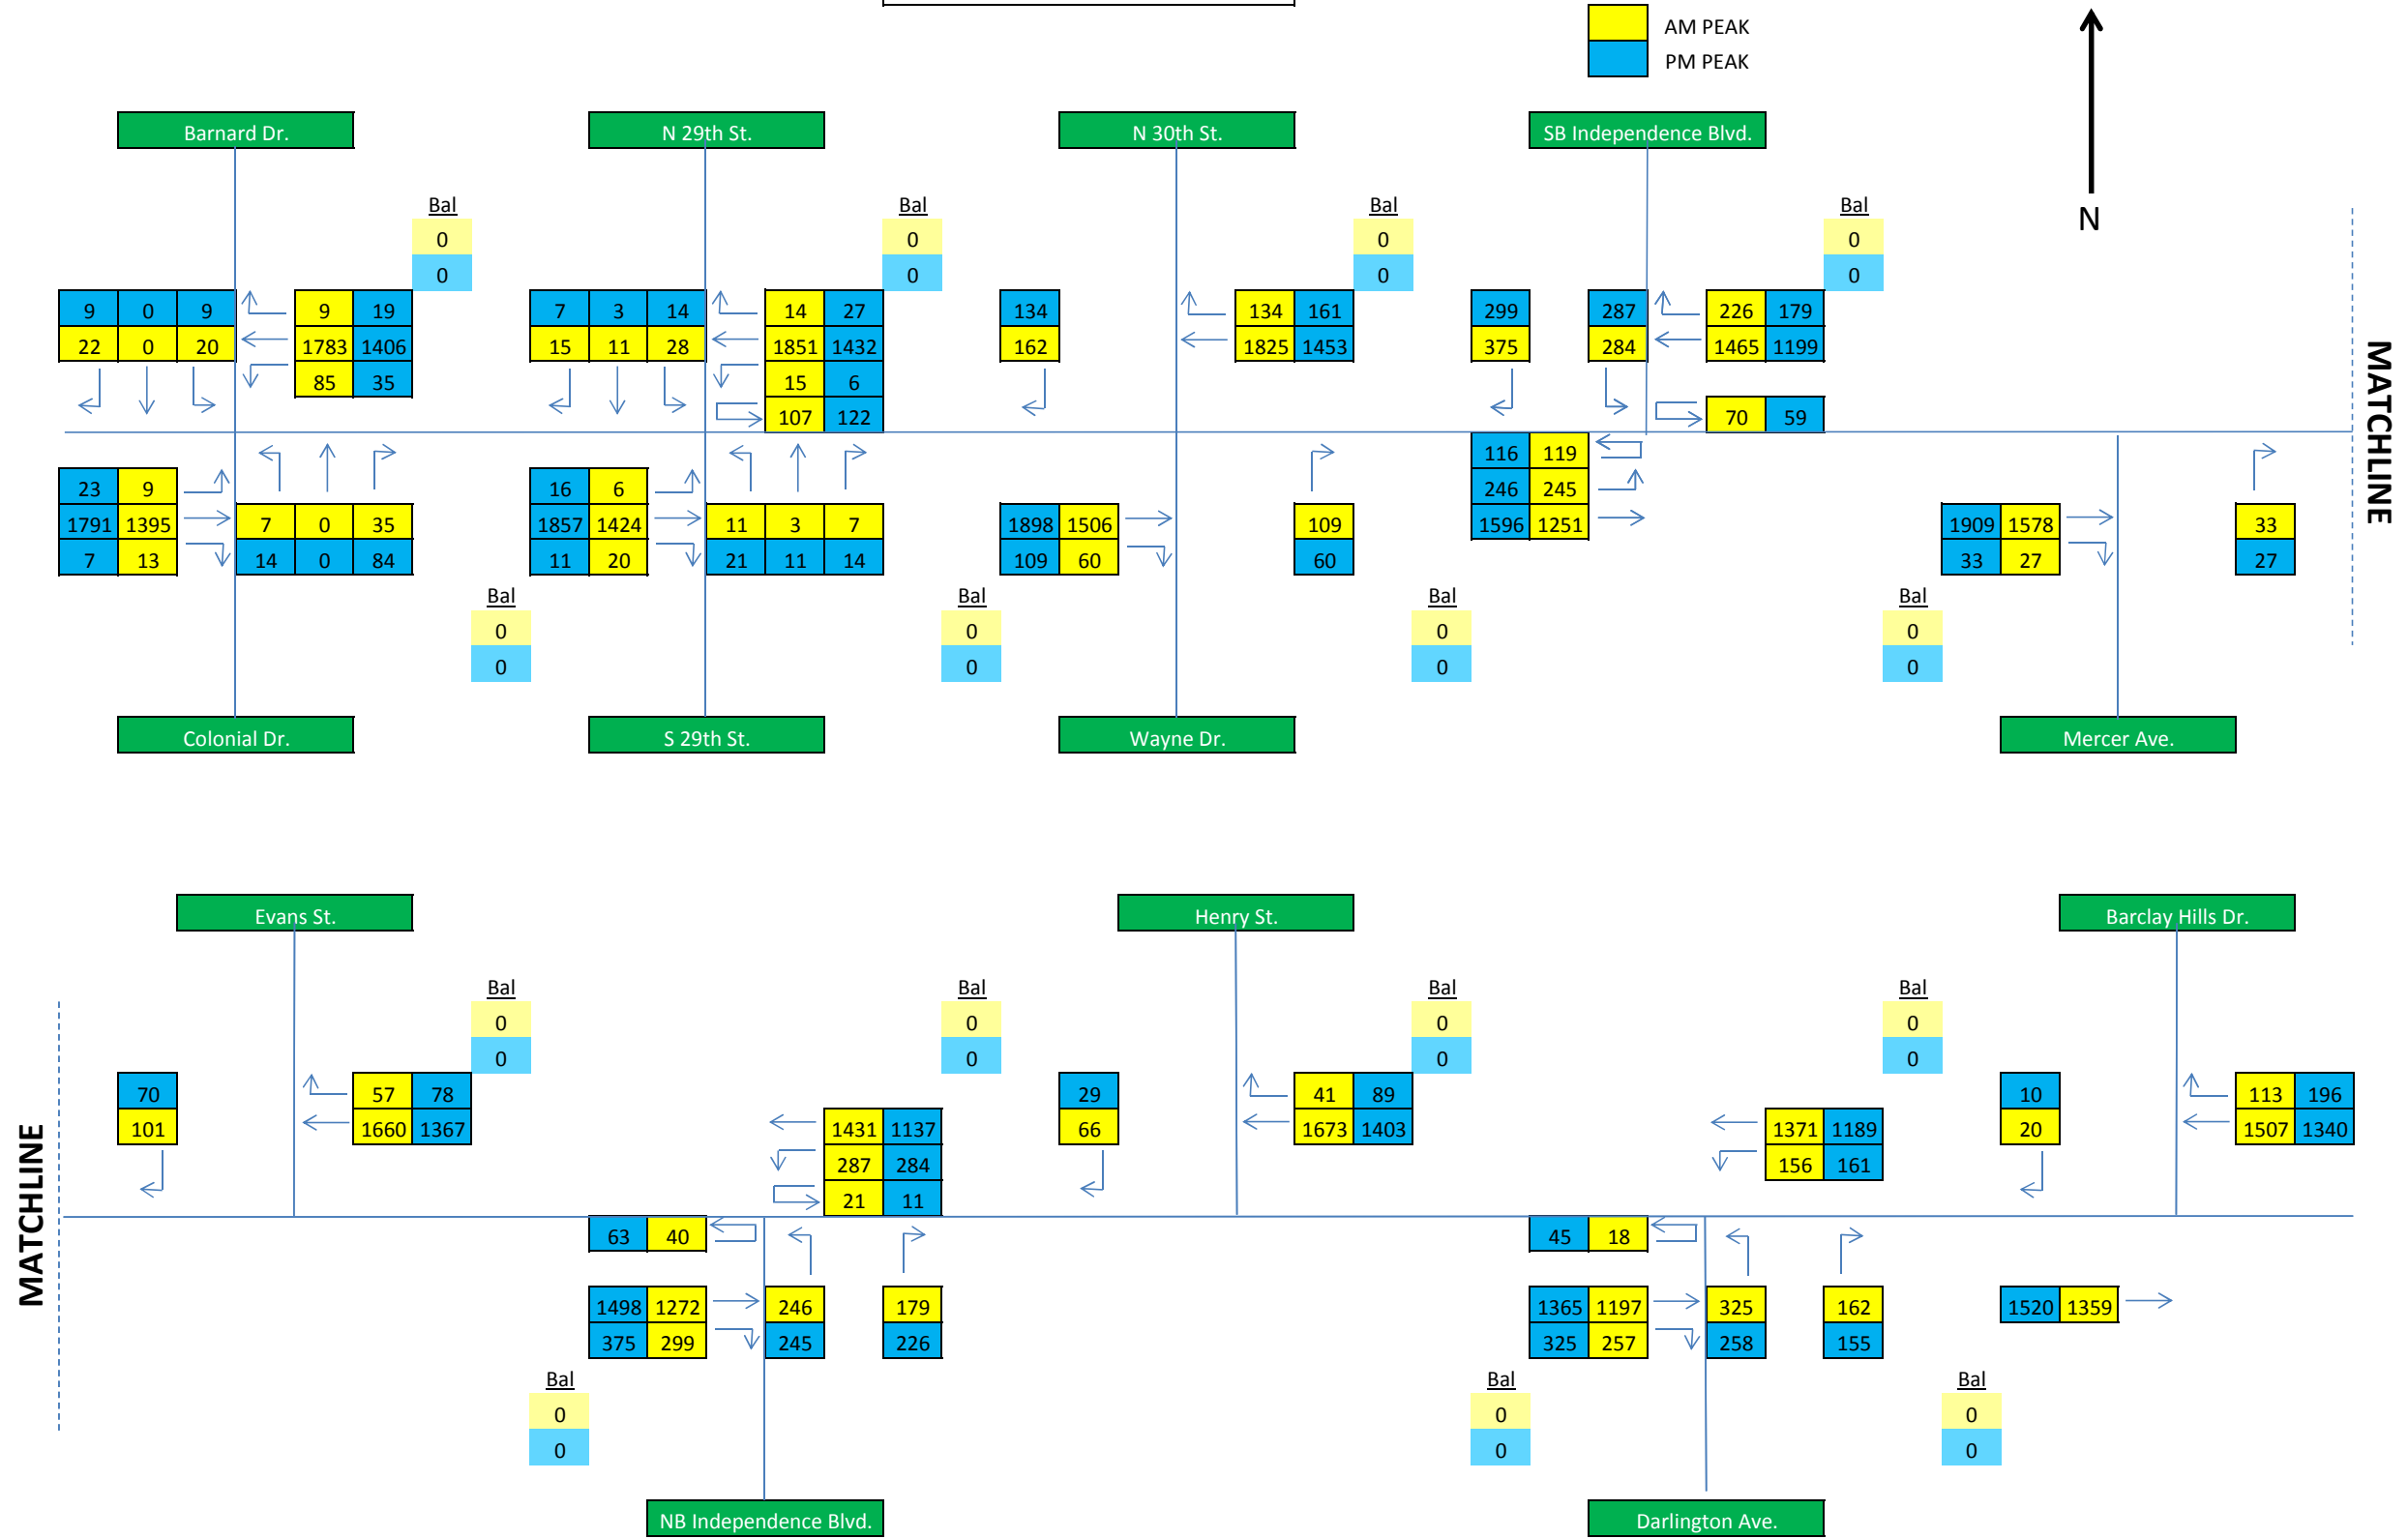 AM PEAK
PM PEAK
N
Barnard Dr. N 29th St. N 30th St. SB Independence Blvd.
Bal Bal Bal Bal
0 0 0 0
0 0 0 0
9 0 9 9 19 7 3 14 14 27 134 134 161 299 287 226 179
22 0 20 1783 1406 15 11 28 1851 1432 162 1825 1453 375 284 1465 1199
85 35 15 6
107 122 70 59
116 119
23 9 16 6 246 245
1791 1395 7 0 35 1857 1424 11 3 7 1898 1506 109 1596 1251 1909 1578 33
7 13 14 0 84 11 20 21 11 14 109 60 60 33 27 27
Bal Bal Bal Bal
0 0 0 0
0 0 0 0
Colonial Dr. S 29th St. Wayne Dr. Mercer Ave.
MATCHLINE
Evans St. Henry St. Barclay Hills Dr.
Bal Bal Bal Bal
0 0 0 0
0 0 0 0
70 57 78 29 41 89 10 113 196
101 1660 1367 1431 1137 66 1673 1403 1371 1189 20 1507 1340
287 284 156 161
21 11
63 40 45 18
1498 1272 246 179 1365 1197 325 162 1520 1359
375 299 245 226 325 257 258 155
Bal Bal Bal
0 0 0
0 0 0
NB Independence Blvd. Darlington Ave.
MATCHLINE